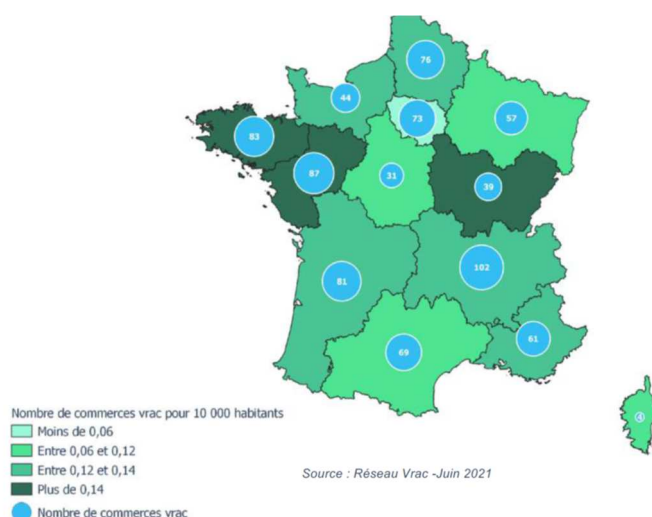 76
44
73
57
83
87
31
39
81
102
69
61
4
Nombre de commerces vrac pour 10 000 habitants
Moins de 0,06
Entre 0,06 et 0,12
Entre 0,12 et 0,14
Plus de 0,14
Nombre de commerces vrac
Source : Réseau Vrac -Juin 2021